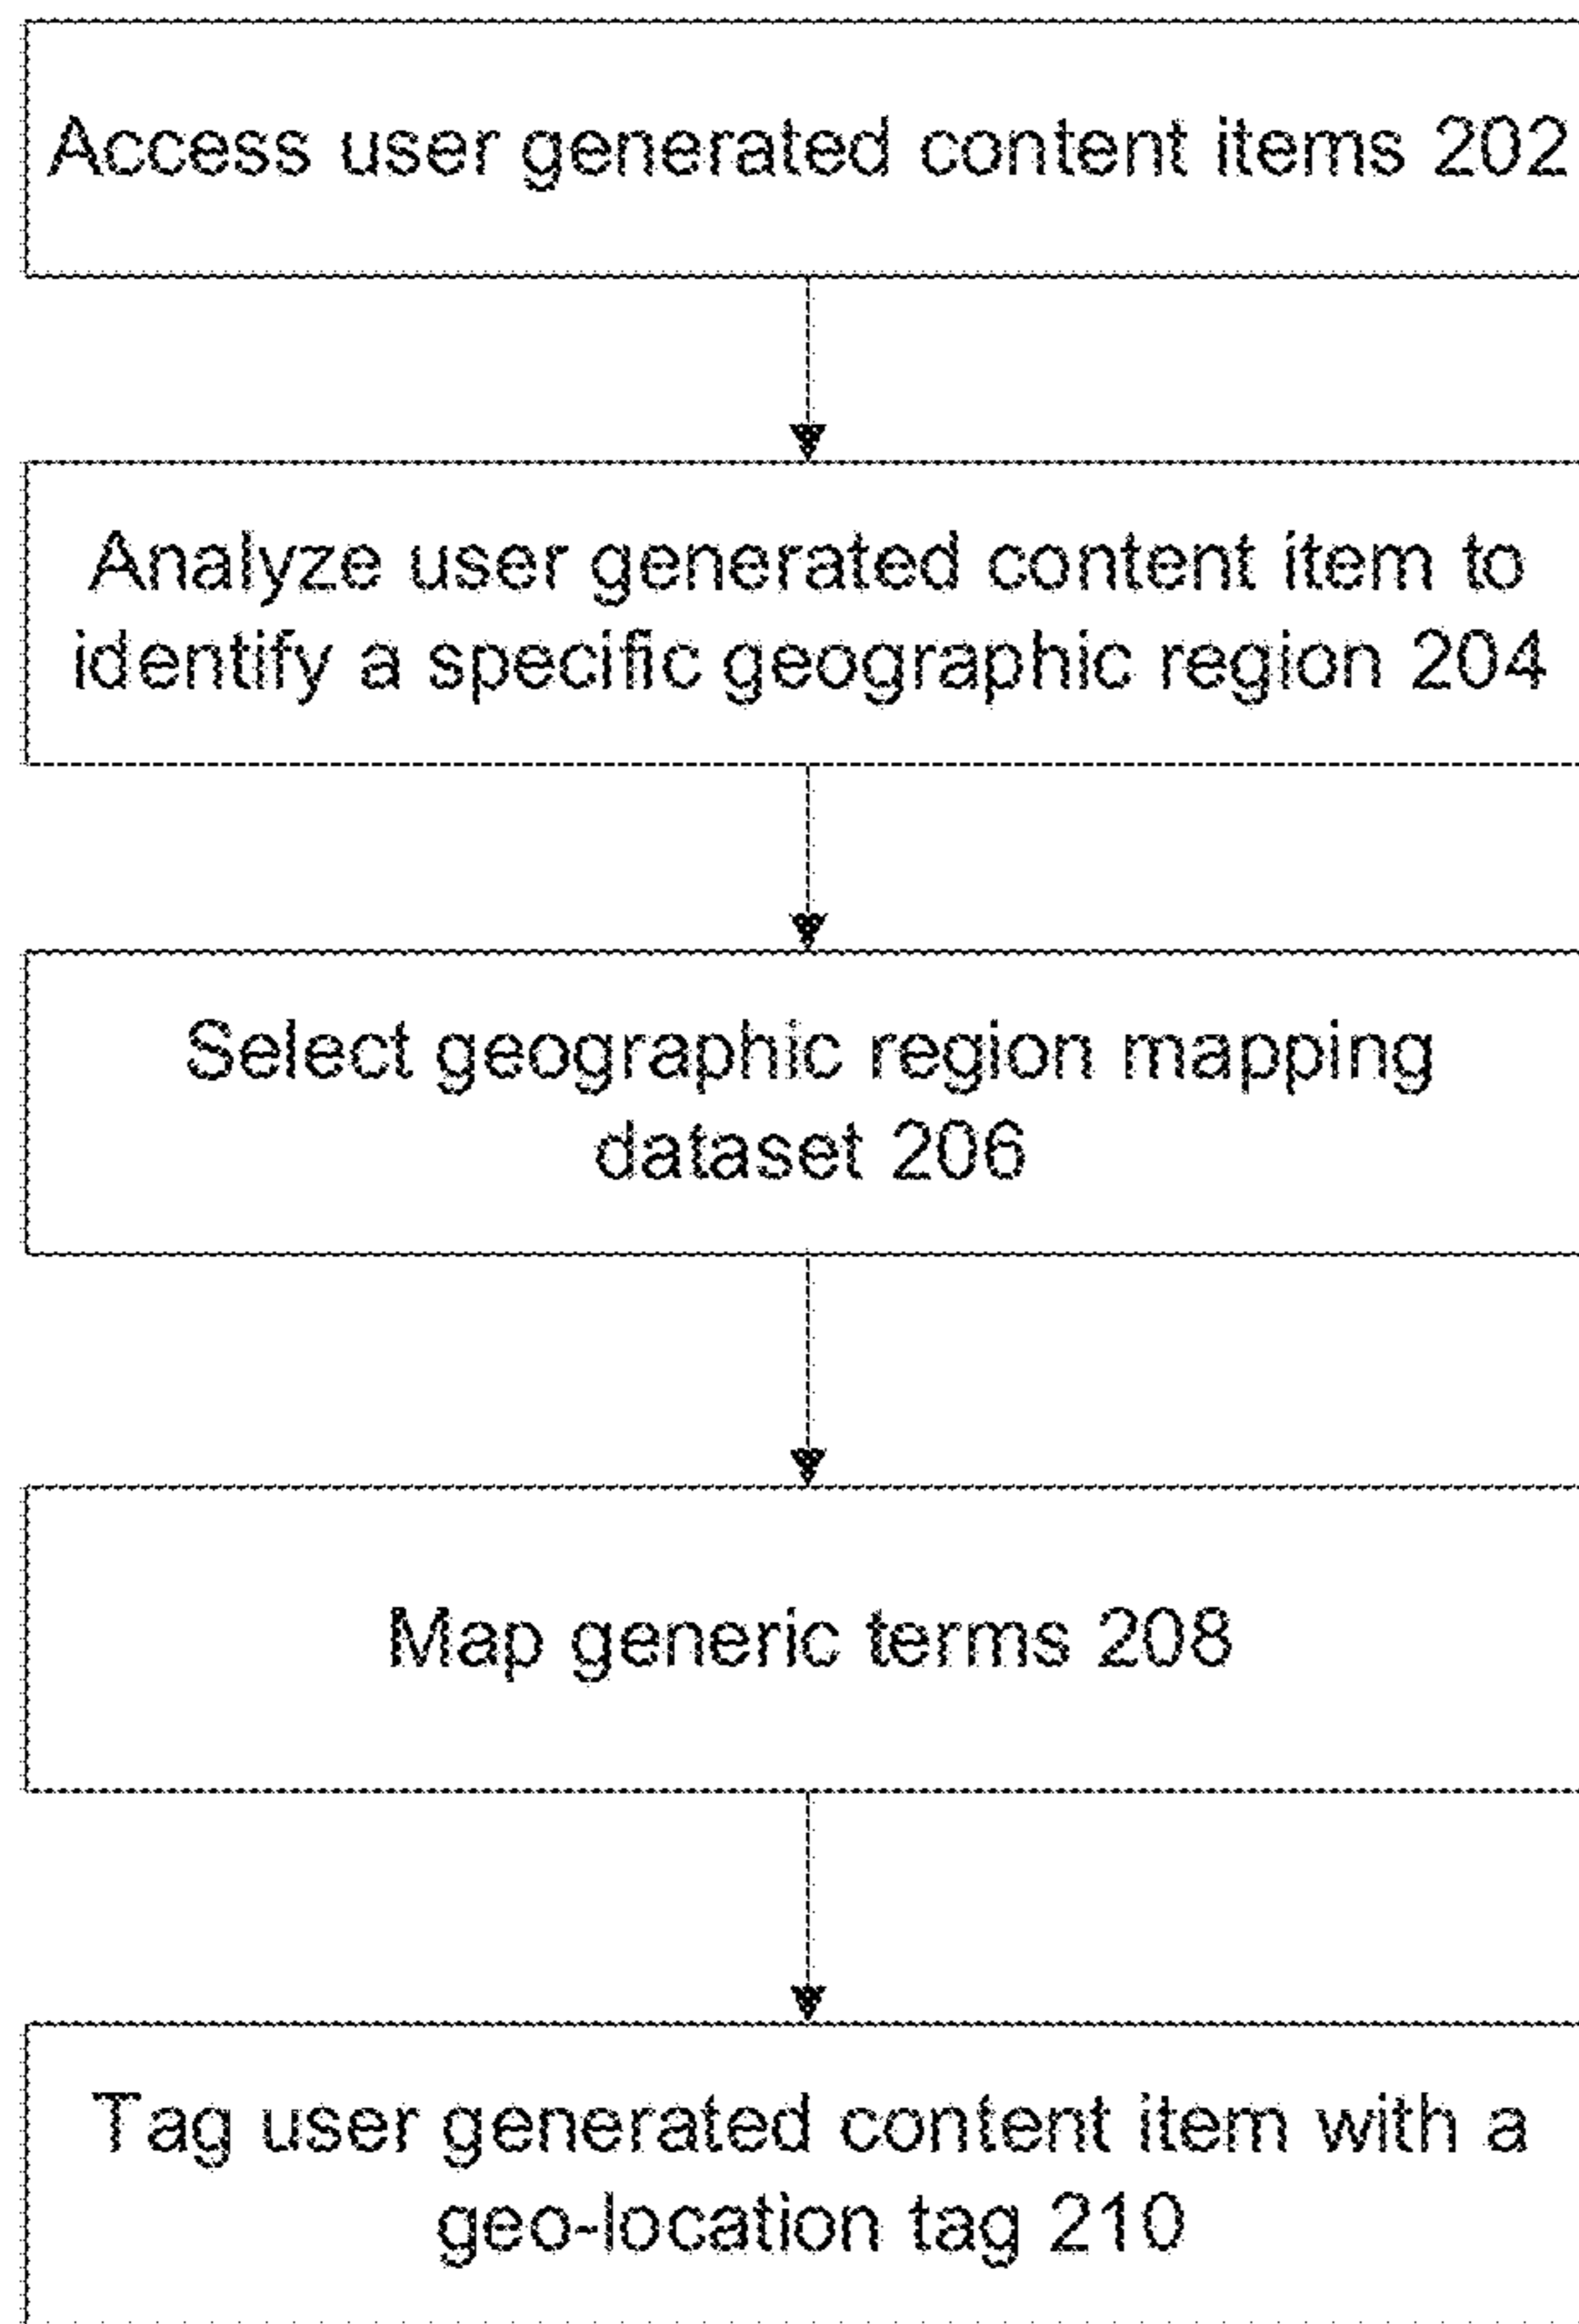 Access user generated content items 202
Analyze user generated content item to
identify a specific geographic region 204
Select geographic region mapping
dataset 206
Map generic terms 208
Tag user generated content item with a
geo-location tag 210